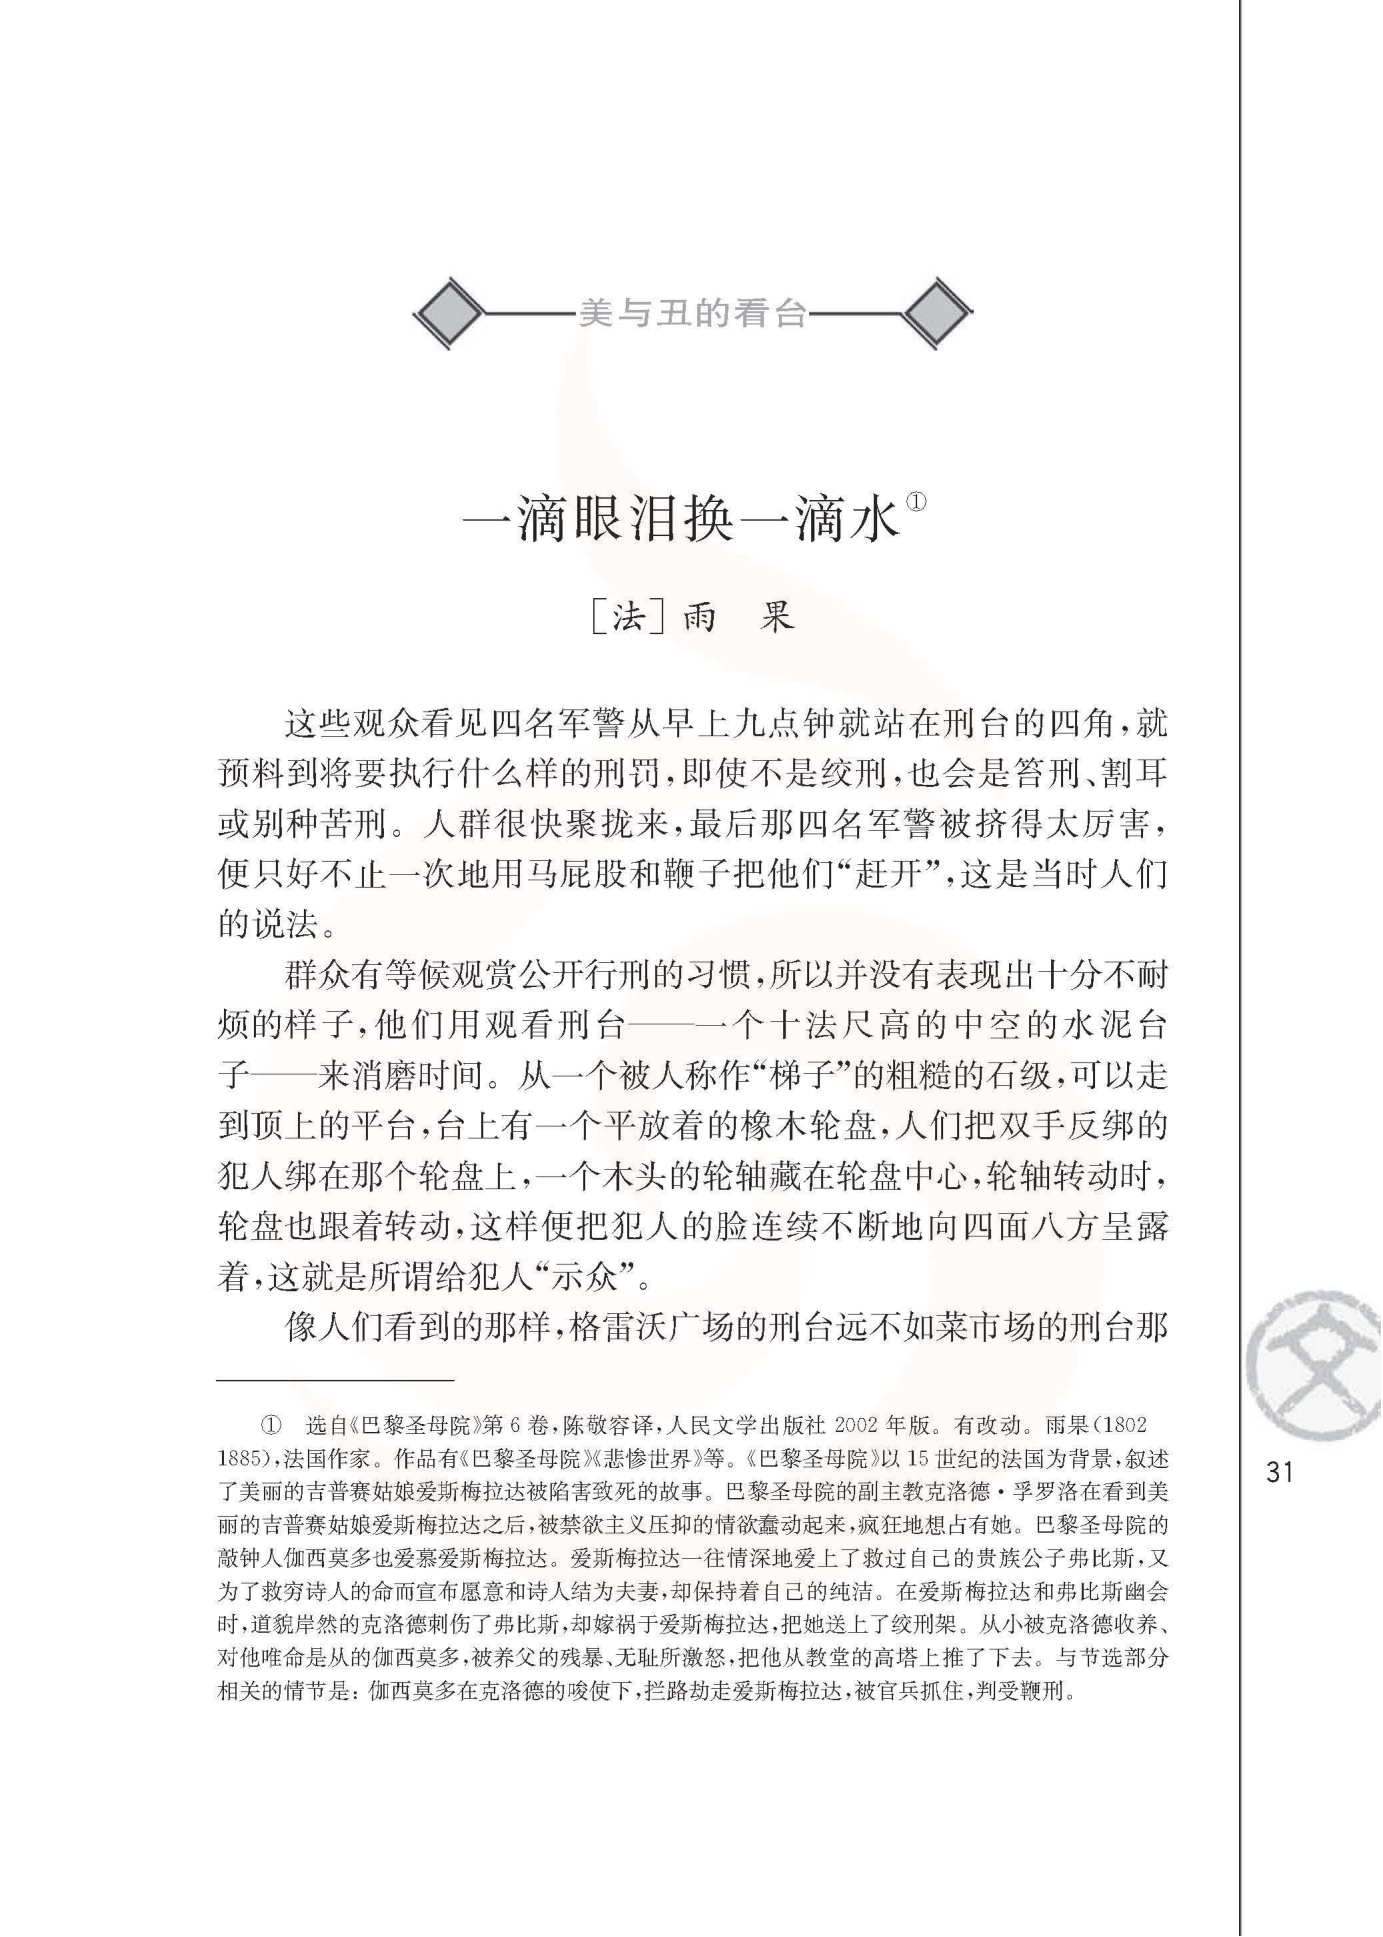 美与丑的看台
一滴眼泪换一滴水①
[法]雨　果
这些观众看见四名军警从早上九点钟就站在刑台的四角,就
预料到将要执行什么样的刑罚,即使不是绞刑,也会是笞刑、割耳
或别种苦刑。人群很快聚拢来,最后那四名军警被挤得太厉害,
便只好不止一次地用马屁股和鞭子把他们“赶开”,这是当时人们
的说法。
群众有等候观赏公开行刑的习惯,所以并没有表现出十分不耐
烦的样子,他们用观看刑台——一个十法尺高的中空的水泥台
子——来消磨时间。从一个被人称作“梯子”的粗糙的石级,可以走
到顶上的平台,台上有一个平放着的橡木轮盘,人们把双手反绑的
犯人绑在那个轮盘上,一个木头的轮轴藏在轮盘中心,轮轴转动时,
轮盘也跟着转动,这样便把犯人的脸连续不断地向四面八方呈露
着,这就是所谓给犯人“示众”。
像人们看到的那样,格雷沃广场的刑台远不如菜市场的刑台那
①　选自《巴黎圣母院》第 6 卷,陈敬容译,人民文学出版社 2002 年版。有改动。雨果(1802
1885),法国作家。作品有《巴黎圣母院》《悲惨世界》等。《巴黎圣母院》以 15 世纪的法国为背景,叙述
了美丽的吉普赛姑娘爱斯梅拉达被陷害致死的故事。巴黎圣母院的副主教克洛德·孚罗洛在看到美
丽的吉普赛姑娘爱斯梅拉达之后,被禁欲主义压抑的情欲蠢动起来,疯狂地想占有她。巴黎圣母院的
敲钟人伽西莫多也爱慕爱斯梅拉达。爱斯梅拉达一往情深地爱上了救过自己的贵族公子弗比斯,又
为了救穷诗人的命而宣布愿意和诗人结为夫妻,却保持着自己的纯洁。在爱斯梅拉达和弗比斯幽会
时,道貌岸然的克洛德刺伤了弗比斯,却嫁祸于爱斯梅拉达,把她送上了绞刑架。从小被克洛德收养、
对他唯命是从的伽西莫多,被养父的残暴、无耻所激怒,把他从教堂的高塔上推了下去。与节选部分
相关的情节是:伽西莫多在克洛德的唆使下,拦路劫走爱斯梅拉达,被官兵抓住,判受鞭刑。
文
31